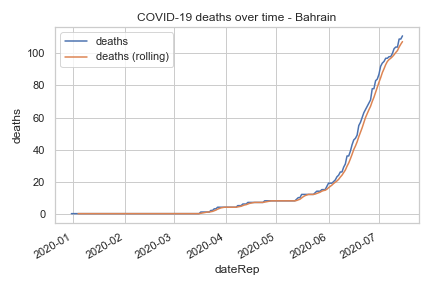 COVID-19 deaths over time - Bahrain
deaths
deaths (rolling)
100
80
60
40
20
0
deaths
2020-01
2020-02
2020-03
2020-04
2020-05
2020-06
2020-07
dateRep